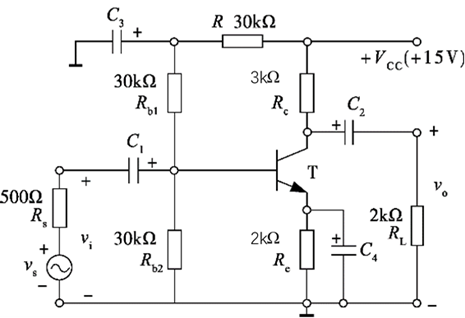 C₃ + R 30kΩ
+V_CC(+15V)
30kΩ R_b1
3kΩ R_c
C₂ +
+
C₁ +
+
T
500Ω R_s
v_i
v_o
+ v_s −
30kΩ R_b2
2kΩ R_e
+ C₄
2kΩ R_L
−
−